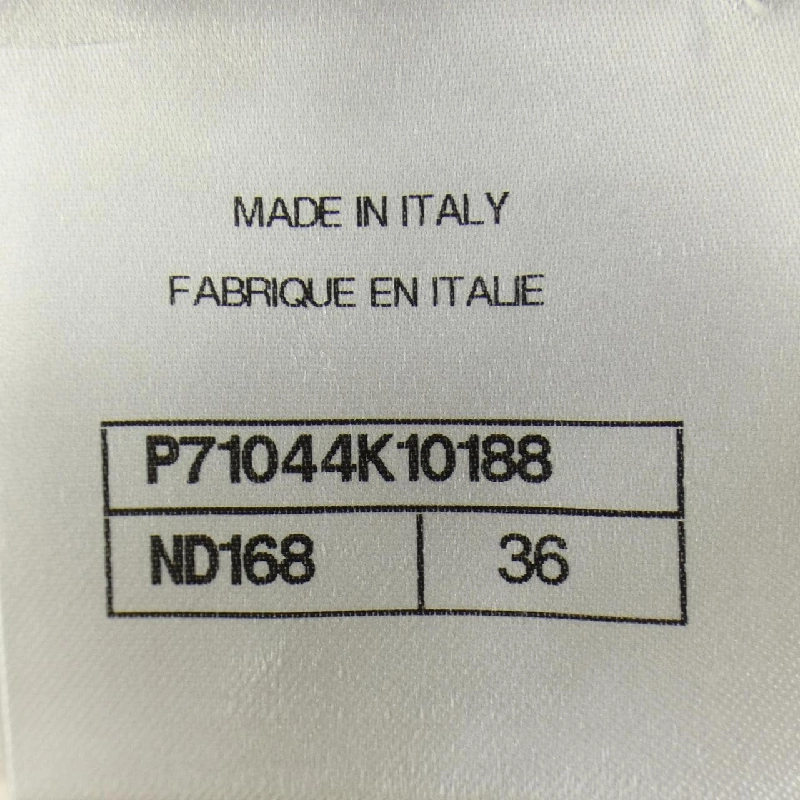 MADE IN ITALY
FABRIQUE EN ITALIE
P71044K10188
ND168 36